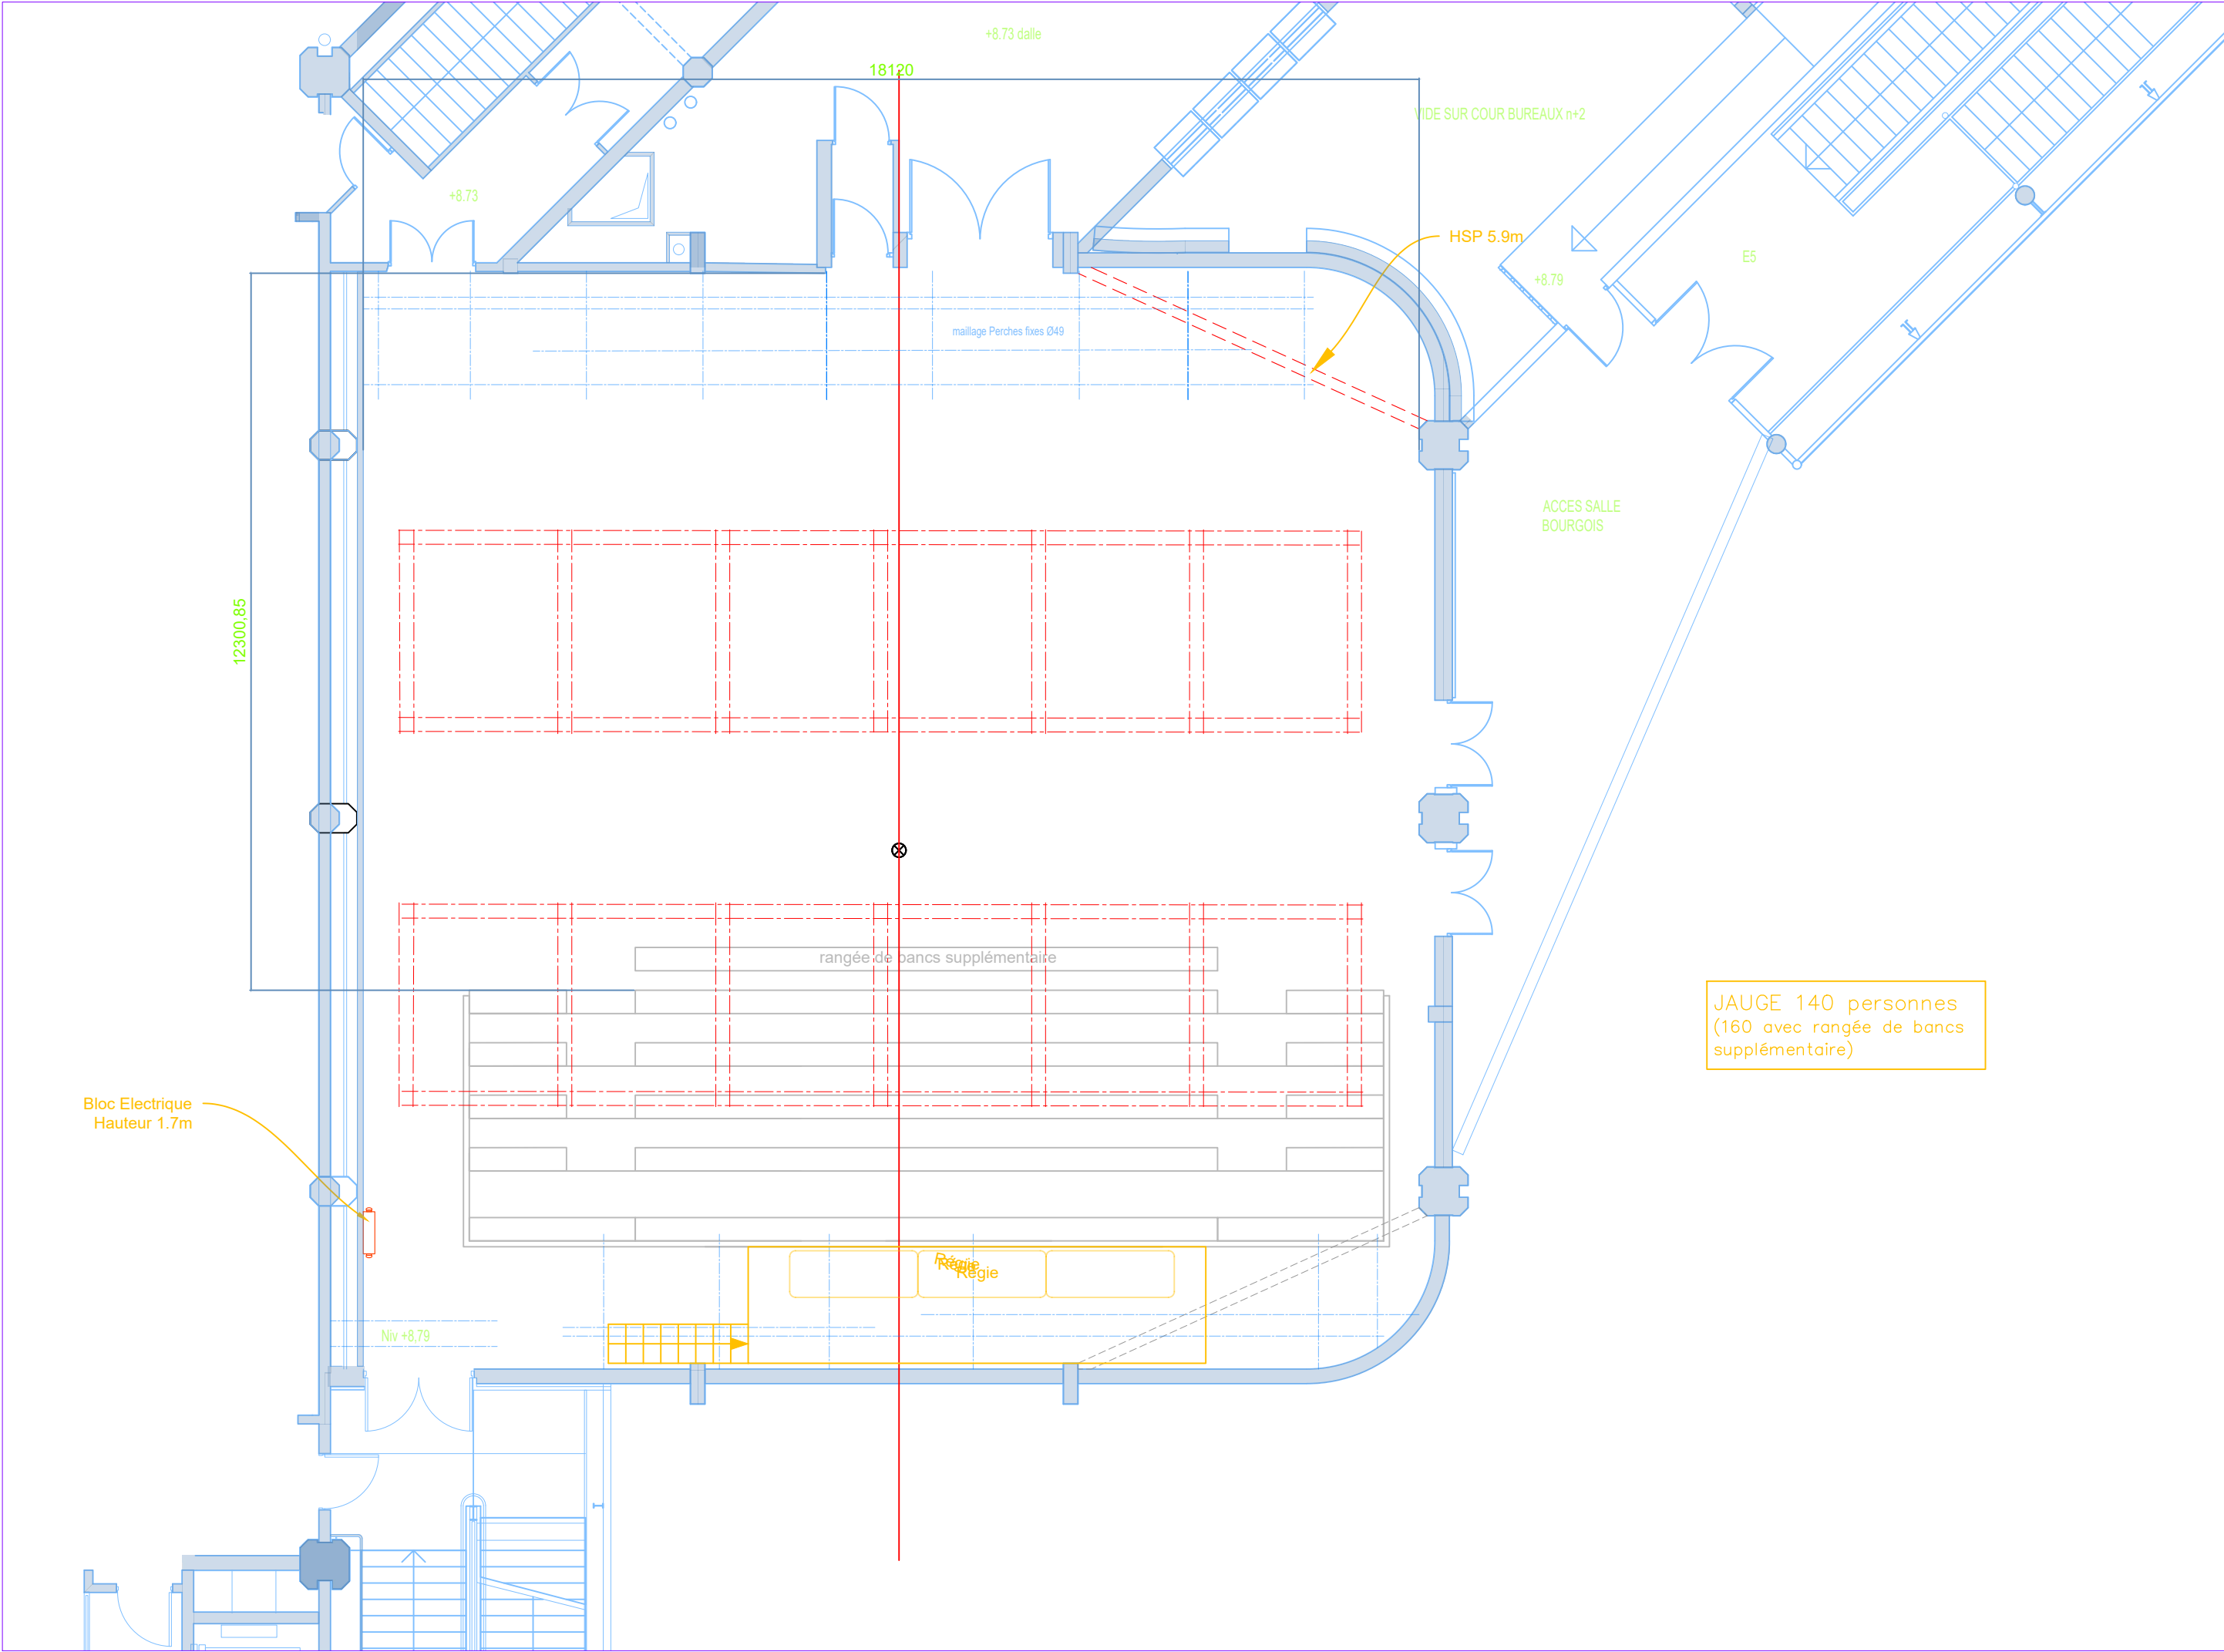 +8.73 dalle
18120
VIDE SUR COUR BUREAUX n+2
+8.73
HSP 5.9m
E5
+8.79
maillage Perches fixes Ø49
ACCES SALLE
BOURGOIS
12300,85
rangée de bancs supplémentaire
JAUGE 140 personnes
(160 avec rangée de bancs
supplémentaire)
Bloc Electrique
Hauteur 1.7m
Régie
Régie
Régie
Niv +8,79